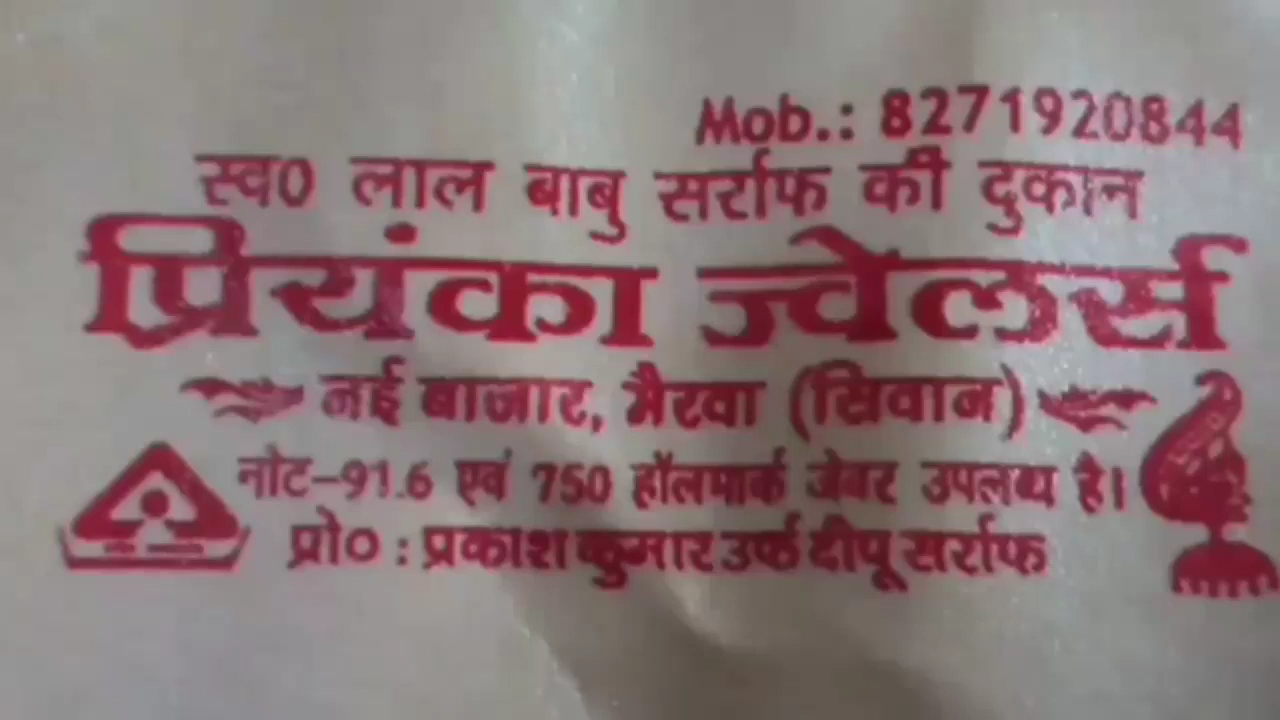 Mob.: 8271920844
स्व0 लाल बाबु सर्राफ की दुकान
प्रियंका ज्वेलर्स
नई बाजार, मैरवा (सिवान)
नोट-91.6 एवं 750 हॉलमार्क जेवर उपलब्ध है।
प्रो0 : प्रकाश कुमार उर्फ दीपू सर्राफ